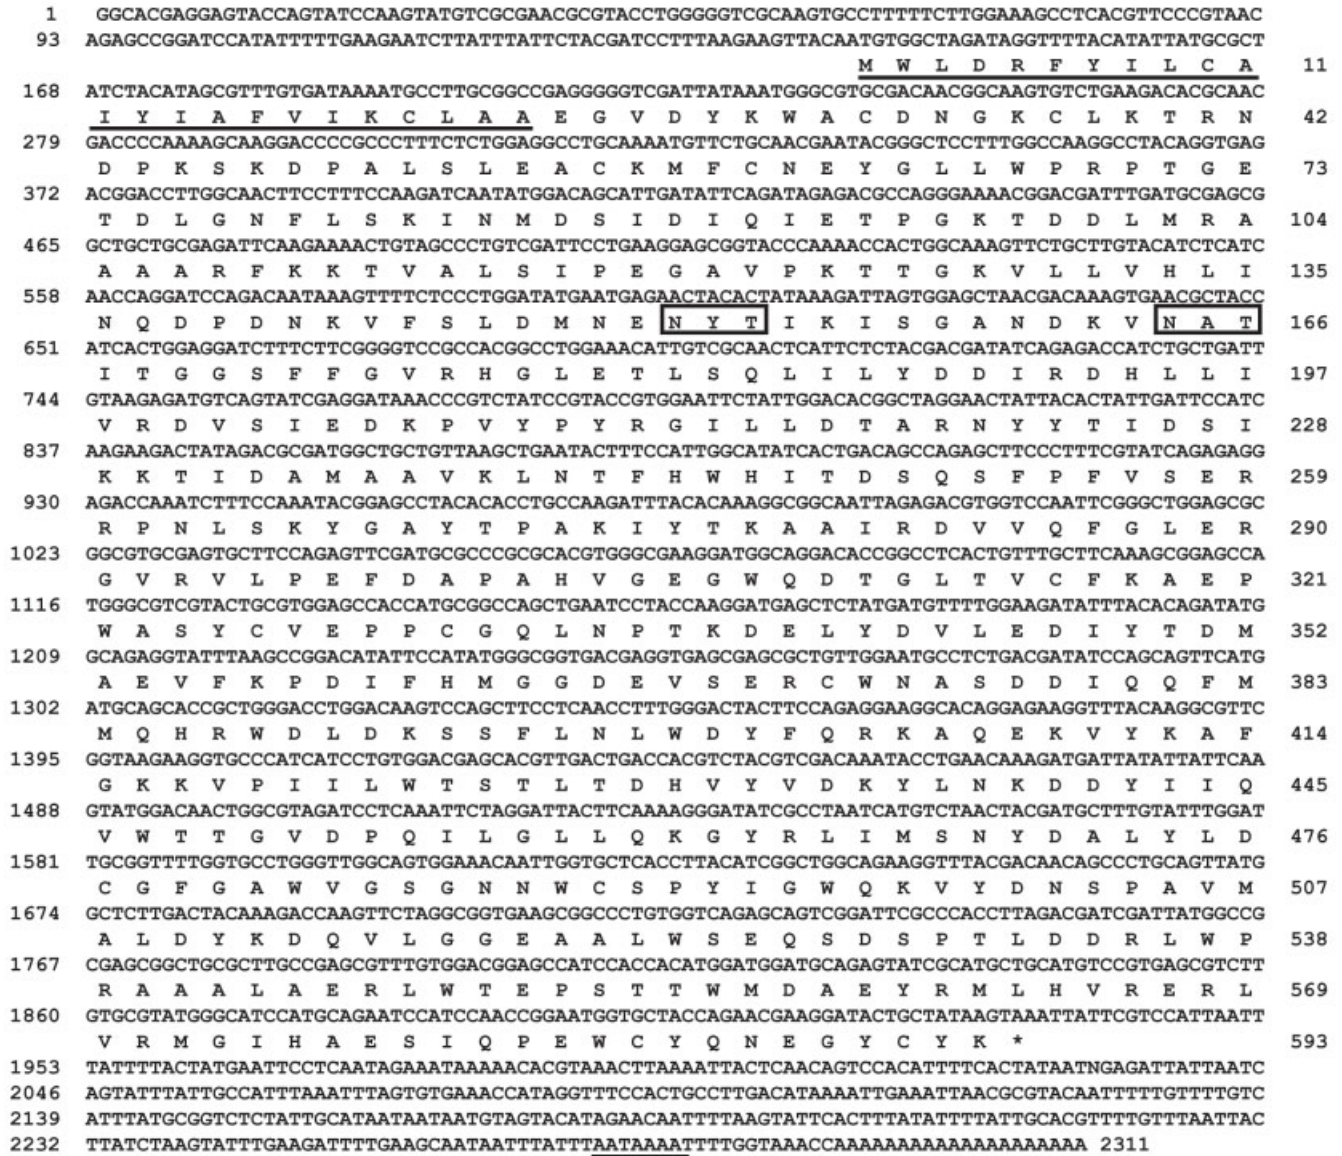 1 GGCACGAGGAGTACCAGTATCCAAGTATGTCGCGAACGCGTACCTGGGGGTCGCAAGTGCCTTTTTCTTGGAAAGCCTCACGTTCCCGTAAC
93 AGAGCCGGATCCATATTTTTGAAGAATCTTATTTATTCTACGATCCTTTAAGAAGTTACAATGTGGCTAGATAGGTTTTACATATTATGCGCT
M W L D R F Y I L C A 11
168 ATCTACATAGCGTTTGTGATAAAATGCCTTGCGGCCGAGGGGGTCGATTATAAATGGGCGTGCGACAACGGCAAGTGTCTGAAGACACGCAAC
I Y I A F V I K C L A A E G V D Y K W A C D N G K C L K T R N 42
279 GACCCCAAAAGCAAGGACCCCGCCCTTTCTCTGGAGGCCTGCAAAATGTTCTGCAACGAATACGGGCTCCTTTGGCCAAGGCCTACAGGTGAG
D P K S K D P A L S L E A C K M F C N E Y G L L W P R P T G E 73
372 ACGGACCTTGGCAACTTCCTTTCCAAGATCAATATGGACAGCATTGATATTCAGATAGAGACGCCAGGGAAAACGGACGATTTGATGCGAGCG
T D L G N F L S K I N M D S I D I Q I E T P G K T D D L M R A 104
465 GCTGCTGCGAGATTCAAGAAAACTGTAGCCCTGTCGATTCCTGAAGGAGCGGTACCCAAAACCACTGGCAAAGTTCTGCTTGTACATCTCATC
A A A R F K K T V A L S I P E G A V P K T T G K V L L V H L I 135
558 AACCAGGATCCAGACAATAAAGTTTTCTCCCTGGATATGAATGAGAACTACACTATAAAGATTAGTGGAGCTAACGACAAAGTGAACGCTACC
N Q D P D N K V F S L D M N E N Y T I K I S G A N D K V N A T 166
651 ATCACTGGAGGATCTTTCTTCGGGGTCCGCCACGGCCTGGAAACATTGTCGCAACTCATTCTCTACGACGATATCAGAGACCATCTGCTGATT
I T G G S F F G V R H G L E T L S Q L I L Y D D I R D H L L I 197
744 GTAAGAGATGTCAGTATCGAGGATAAACCCGTCTATCCGTACCGTGGAATTCTATTGGACACGGCTAGGAACTATTACACTATTGATTCCATC
V R D V S I E D K P V Y P Y R G I L L D T A R N Y Y T I D S I 228
837 AAGAAGACTATAGACGCGATGGCTGCTGTTAAGCTGAATACTTTCCATTGGCATATCACTGACAGCCAGAGCTTCCCTTTCGTATCAGAGAGG
K K T I D A M A A V K L N T F H W H I T D S Q S F P F V S E R 259
930 AGACCAAATCTTTCCAAATACGGAGCCTACACACCTGCCAAGATTTACACAAAGGCGGCAATTAGAGACGTGGTCCAATTCGGGCTGGAGCGC
R P N L S K Y G A Y T P A K I Y T K A A I R D V V Q F G L E R 290
1023 GGCGTGCGAGTGCTTCCAGAGTTCGATGCGCCCGCGCACGTGGGCGAAGGATGGCAGGACACCGGCCTCACTGTTTGCTTCAAAGCGGAGCCA
G V R V L P E F D A P A H V G E G W Q D T G L T V C F K A E P 321
1116 TGGGCGTCGTACTGCGTGGAGCCACCATGCGGCCAGCTGAATCCTACCAAGGATGAGCTCTATGATGTTTTGGAAGATATTTACACAGATATG
W A S Y C V E P P C G Q L N P T K D E L Y D V L E D I Y T D M 352
1209 GCAGAGGTATTTAAGCCGGACATATTCCATATGGGCGGTGACGAGGTGAGCGAGCGCTGTTGGAATGCCTCTGACGATATCCAGCAGTTCATG
A E V F K P D I F H M G G D E V S E R C W N A S D D I Q Q F M 383
1302 ATGCAGCACCGCTGGGACCTGGACAAGTCCAGCTTCCTCAACCTTTGGGACTACTTCCAGAGGAAGGCACAGGAGAAGGTTTACAAGGCGTTC
M Q H R W D L D K S S F L N L W D Y F Q R K A Q E K V Y K A F 414
1395 GGTAAGAAGGTGCCCATCATCCTGTGGACGAGCACGTTGACTGACCACGTCTACGTCGACAAATACCTGAACAAAGATGATTATATTATTCAA
G K K V P I I L W T S T L T D H V Y V D K Y L N K D D Y I I Q 445
1488 GTATGGACAACTGGCGTAGATCCTCAAATTCTAGGATTACTTCAAAAGGGATATCGCCTAATCATGTCTAACTACGATGCTTTGTATTTGGAT
V W T T G V D P Q I L G L L Q K G Y R L I M S N Y D A L Y L D 476
1581 TGCGGTTTTGGTGCCTGGGTTGGCAGTGGAAACAATTGGTGCTCACCTTACATCGGCTGGCAGAAGGTTTACGACAACAGCCCTGCAGTTATG
C G F G A W V G S G N N W C S P Y I G W Q K V Y D N S P A V M 507
1674 GCTCTTGACTACAAAGACCAAGTTCTAGGCGGTGAAGCGGCCCTGTGGTCAGAGCAGTCGGATTCGCCCACCTTAGACGATCGATTATGGCCG
A L D Y K D Q V L G G E A A L W S E Q S D S P T L D D R L W P 538
1767 CGAGCGGCTGCGCTTGCCGAGCGTTTGTGGACGGAGCCATCCACCACATGGATGGATGCAGAGTATCGCATGCTGCATGTCCGTGAGCGTCTT
R A A A L A E R L W T E P S T T W M D A E Y R M L H V R E R L 569
1860 GTGCGTATGGGCATCCATGCAGAATCCATCCAACCGGAATGGTGCTACCAGAACGAAGGATACTGCTATAAGTAAATTATTCGTCCATTAATT
V R M G I H A E S I Q P E W C Y Q N E G Y C Y K * 593
1953 TATTTTACTATGAATTCCTCAATAGAAATAAAAACACGTAAACTTAAAATTACTCAACAGTCCACATTTTCACTATAATNGAGATTATTAATC
2046 AGTATTTATTGCCATTTAAATTTAGTGTGAAACCATAGGTTTCCACTGCCTTGACATAAAATTGAAATTAACGCGTACAATTTTTGTTTTGTC
2139 ATTTATGCGGTCTCTATTGCATAATAATAATGTAGTACATAGAACAATTTTAAGTATTCACTTTATATTTTATTGCACGTTTTGTTTAATTAC
2232 TTATCTAAGTATTTGAAGATTTTGAAGCAATAATTTATTTAATAAAATTTTGGTAAACCAAAAAAAAAAAAAAAAAAA 2311